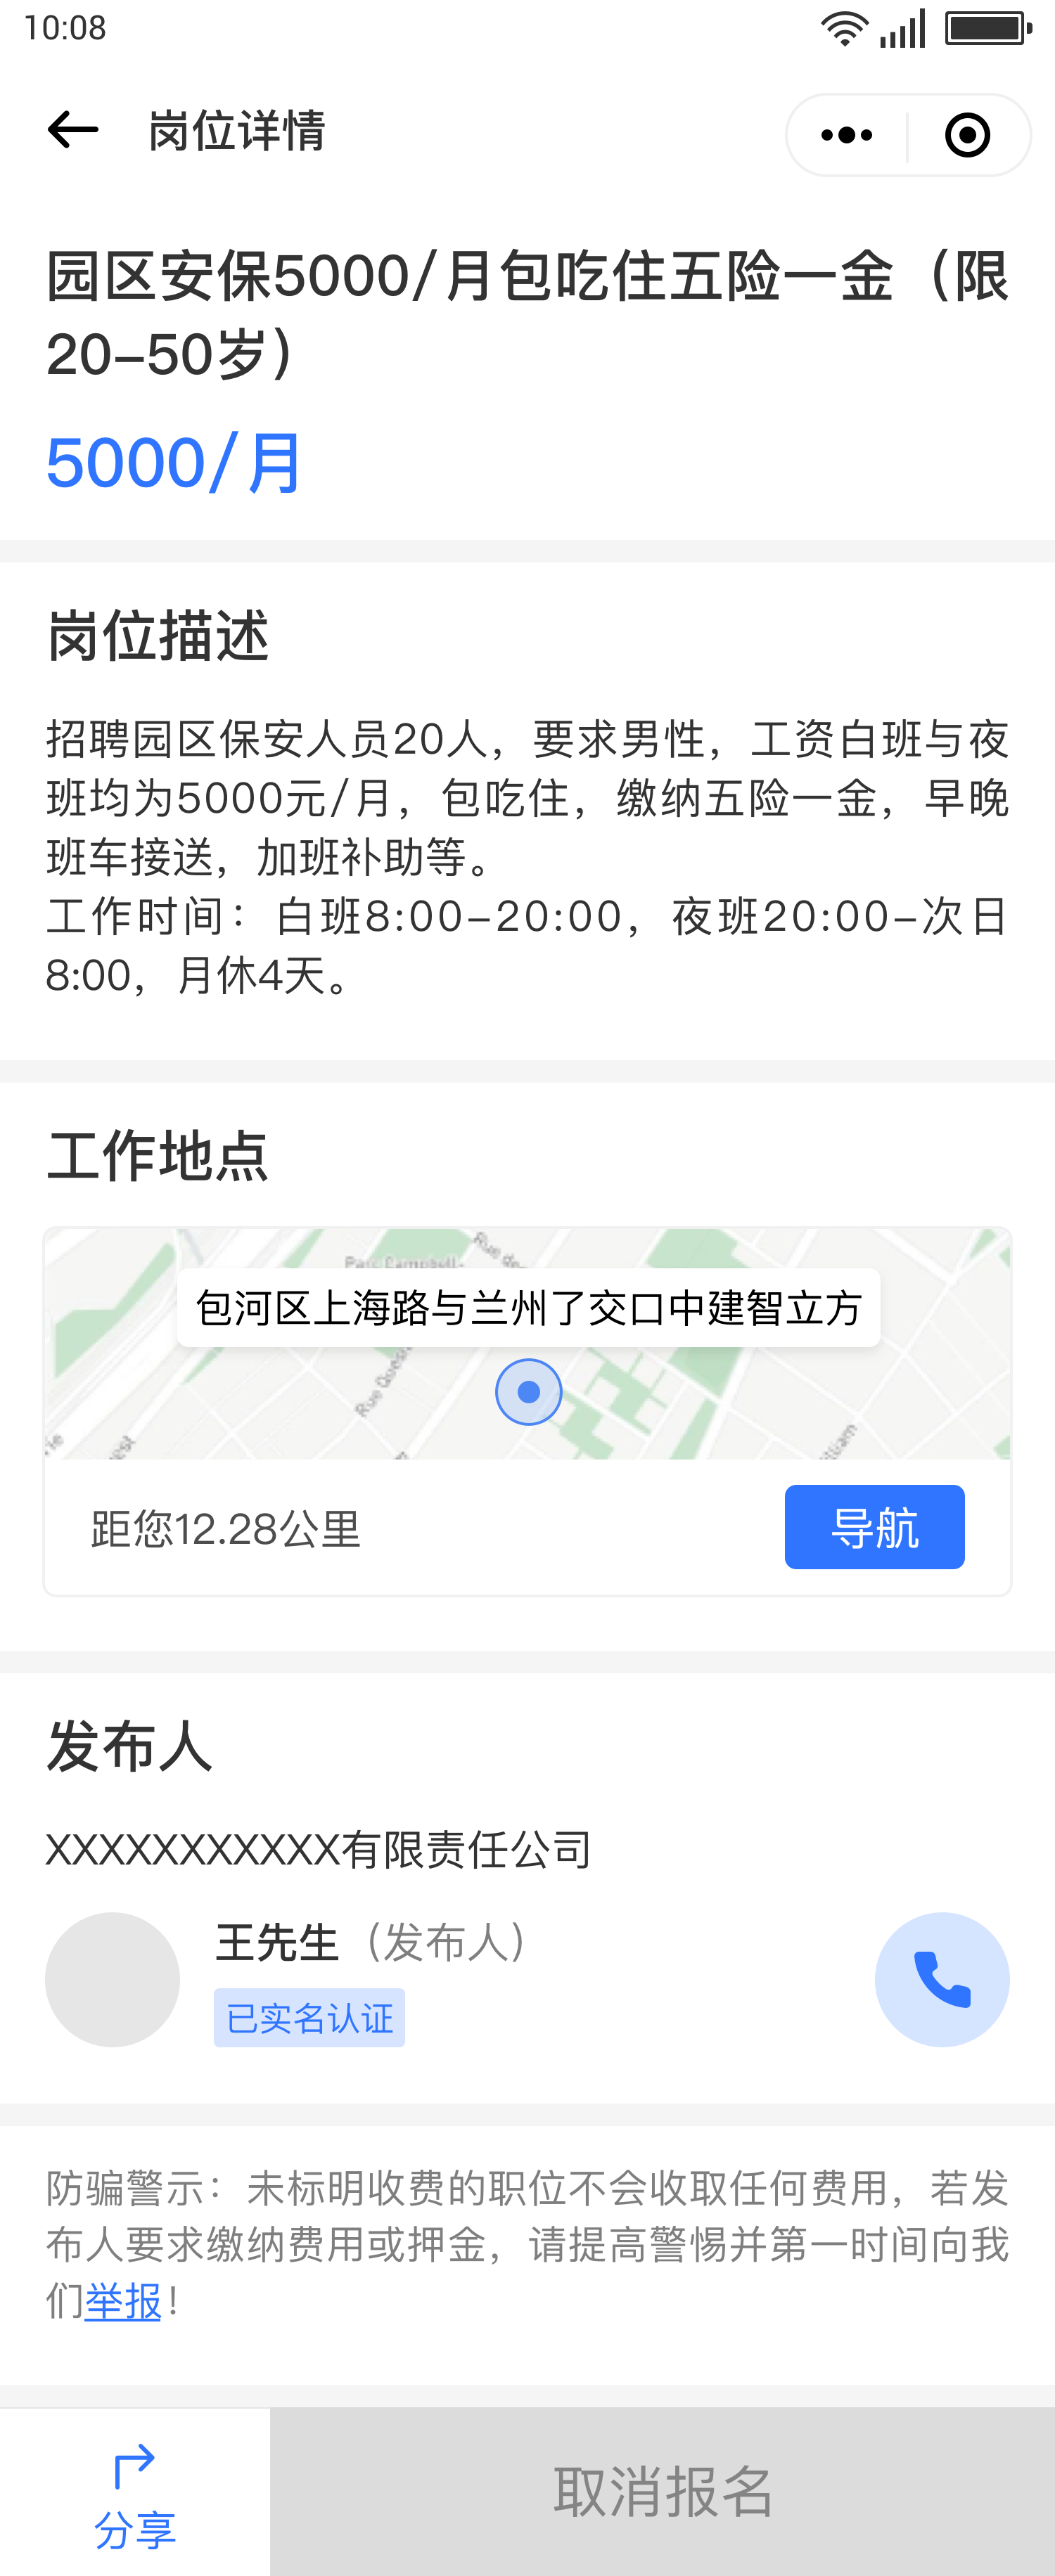 10:08
岗位详情
园区安保5000/月包吃住五险一金（限
20-50岁）
5000/月
岗位描述
招聘园区保安人员20人，要求男性，工资白班与夜
班均为5000元/月，包吃住，缴纳五险一金，早晚
班车接送，加班补助等。
工作时间：白班8:00-20:00，夜班20:00-次日
8:00，月休4天。
工作地点
包河区上海路与兰州了交口中建智立方
距您12.28公里
导航
发布人
XXXXXXXXXXX有限责任公司
王先生（发布人）
已实名认证
防骗警示：未标明收费的职位不会收取任何费用，若发
布人要求缴纳费用或押金，请提高警惕并第一时间向我
们举报！
分享
取消报名